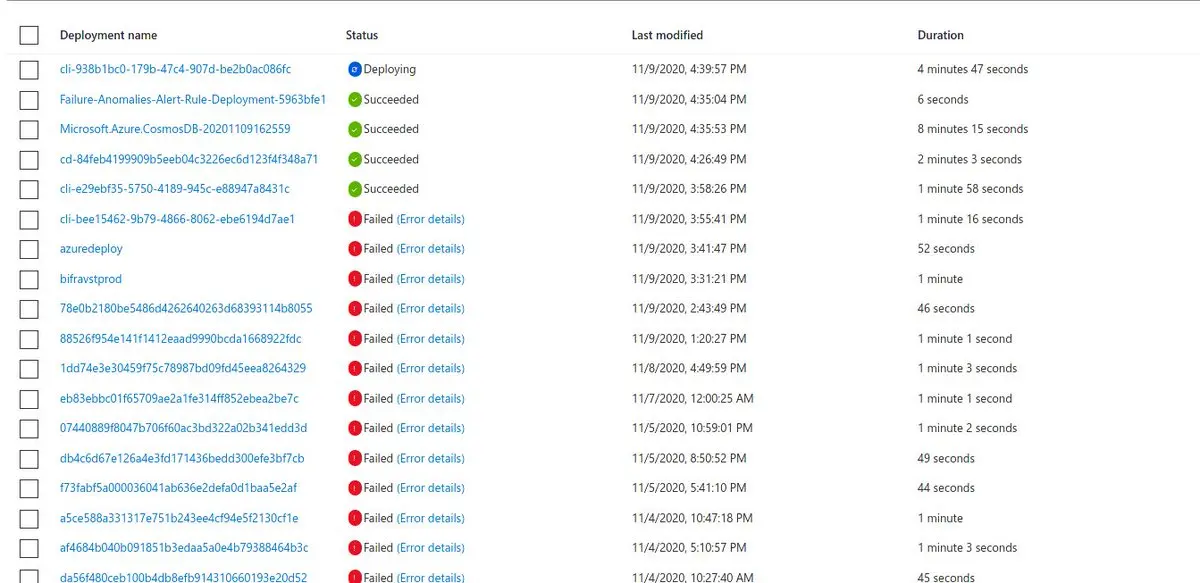 Deployment name Status Last modified Duration
cli-938b1bc0-179b-47c4-907d-be2b0ac086fc Deploying 11/9/2020, 4:39:57 PM 4 minutes 47 seconds
Failure-Anomalies-Alert-Rule-Deployment-5963bfe1 Succeeded 11/9/2020, 4:35:04 PM 6 seconds
Microsoft.Azure.CosmosDB-20201109162559 Succeeded 11/9/2020, 4:35:53 PM 8 minutes 15 seconds
cd-84feb4199909b5eeb04c3226ec6d123f4f348a71 Succeeded 11/9/2020, 4:26:49 PM 2 minutes 3 seconds
cli-e29ebf35-5750-4189-945c-e88947a8431c Succeeded 11/9/2020, 3:58:26 PM 1 minute 58 seconds
cli-bee15462-9b79-4866-8062-ebe6194d7ae1 Failed (Error details) 11/9/2020, 3:55:41 PM 1 minute 16 seconds
azuredeploy Failed (Error details) 11/9/2020, 3:41:47 PM 52 seconds
bifravstprod Failed (Error details) 11/9/2020, 3:31:21 PM 1 minute
78e0b2180be5486d4262640263d68393114b8055 Failed (Error details) 11/9/2020, 2:43:49 PM 46 seconds
88526f954e141f1412eaad9990bcda1668922fdc Failed (Error details) 11/9/2020, 1:20:27 PM 1 minute 1 second
1dd74e3e30459f75c78987bd09fd45eea8264329 Failed (Error details) 11/8/2020, 4:49:59 PM 1 minute 3 seconds
eb83ebbc01f65709ae2a1fe314ff852ebea2be7c Failed (Error details) 11/7/2020, 12:00:25 AM 1 minute 1 second
07440889f8047b706f60ac3bd322a02b341edd3d Failed (Error details) 11/5/2020, 10:59:01 PM 1 minute 2 seconds
db4c6d67e126a4e3fd171436bedd300efe3bf7cb Failed (Error details) 11/5/2020, 8:50:52 PM 49 seconds
f73fabf5a000036041ab636e2defa0d1baa5e2af Failed (Error details) 11/5/2020, 5:41:10 PM 44 seconds
a5ce588a331317e751b243ee4cf94e5f2130cf1e Failed (Error details) 11/4/2020, 10:47:18 PM 1 minute
af4684b040b091851b3edaa5a0e4b79388464b3c Failed (Error details) 11/4/2020, 5:10:57 PM 1 minute 3 seconds
da56f480ceb100b4db8efb914310660193e20d52 Failed (Error details) 11/4/2020, 10:27:40 AM 45 seconds